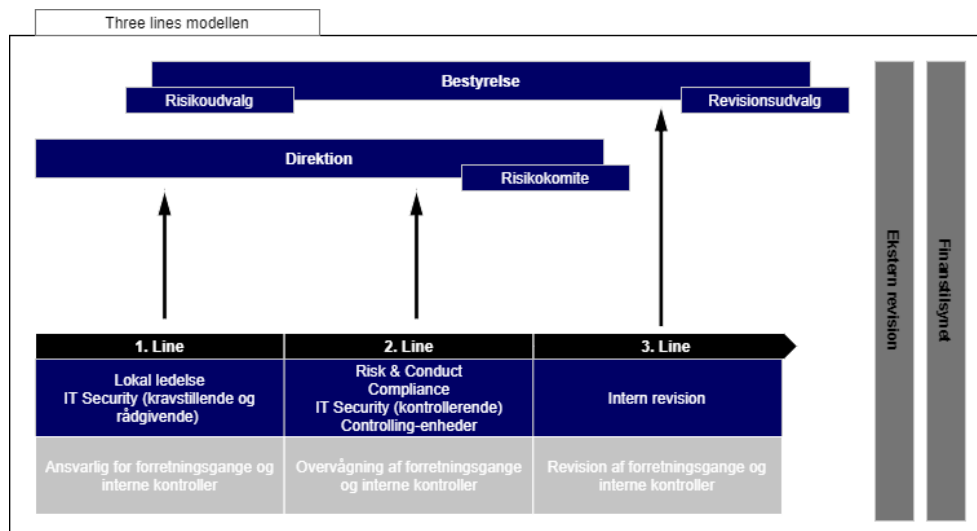 Three lines modellen
Bestyrelse
Risikoudvalg
Revisionsudvalg
Direktion
Risikokomite
1. Line
2. Line
3. Line
Lokal ledelse
IT Security (kravstillende og
rådgivende)
Risk & Conduct
Compliance
IT Security (kontrollerende)
Controlling-enheder
Intern revision
Ansvarlig for forretningsgange og
interne kontroller
Overvågning af forretningsgange
og interne kontroller
Revision af forretningsgange og
interne kontroller
Ekstern revision
Finanstilsynet